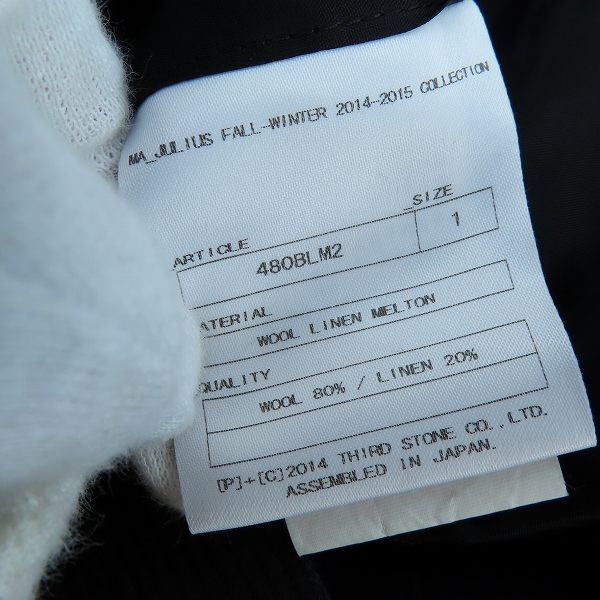 MA_JULIUS FALL-WINTER 2014-2015 COLLECTION
ARTICLE _SIZE
480BLM2 1
ATERIAL
WOOL LINEN MELTON
QUALITY
WOOL 80% / LINEN 20%
[P]+[C]2014 THIRD STONE CO.,LTD.
ASSEMBLED IN JAPAN.